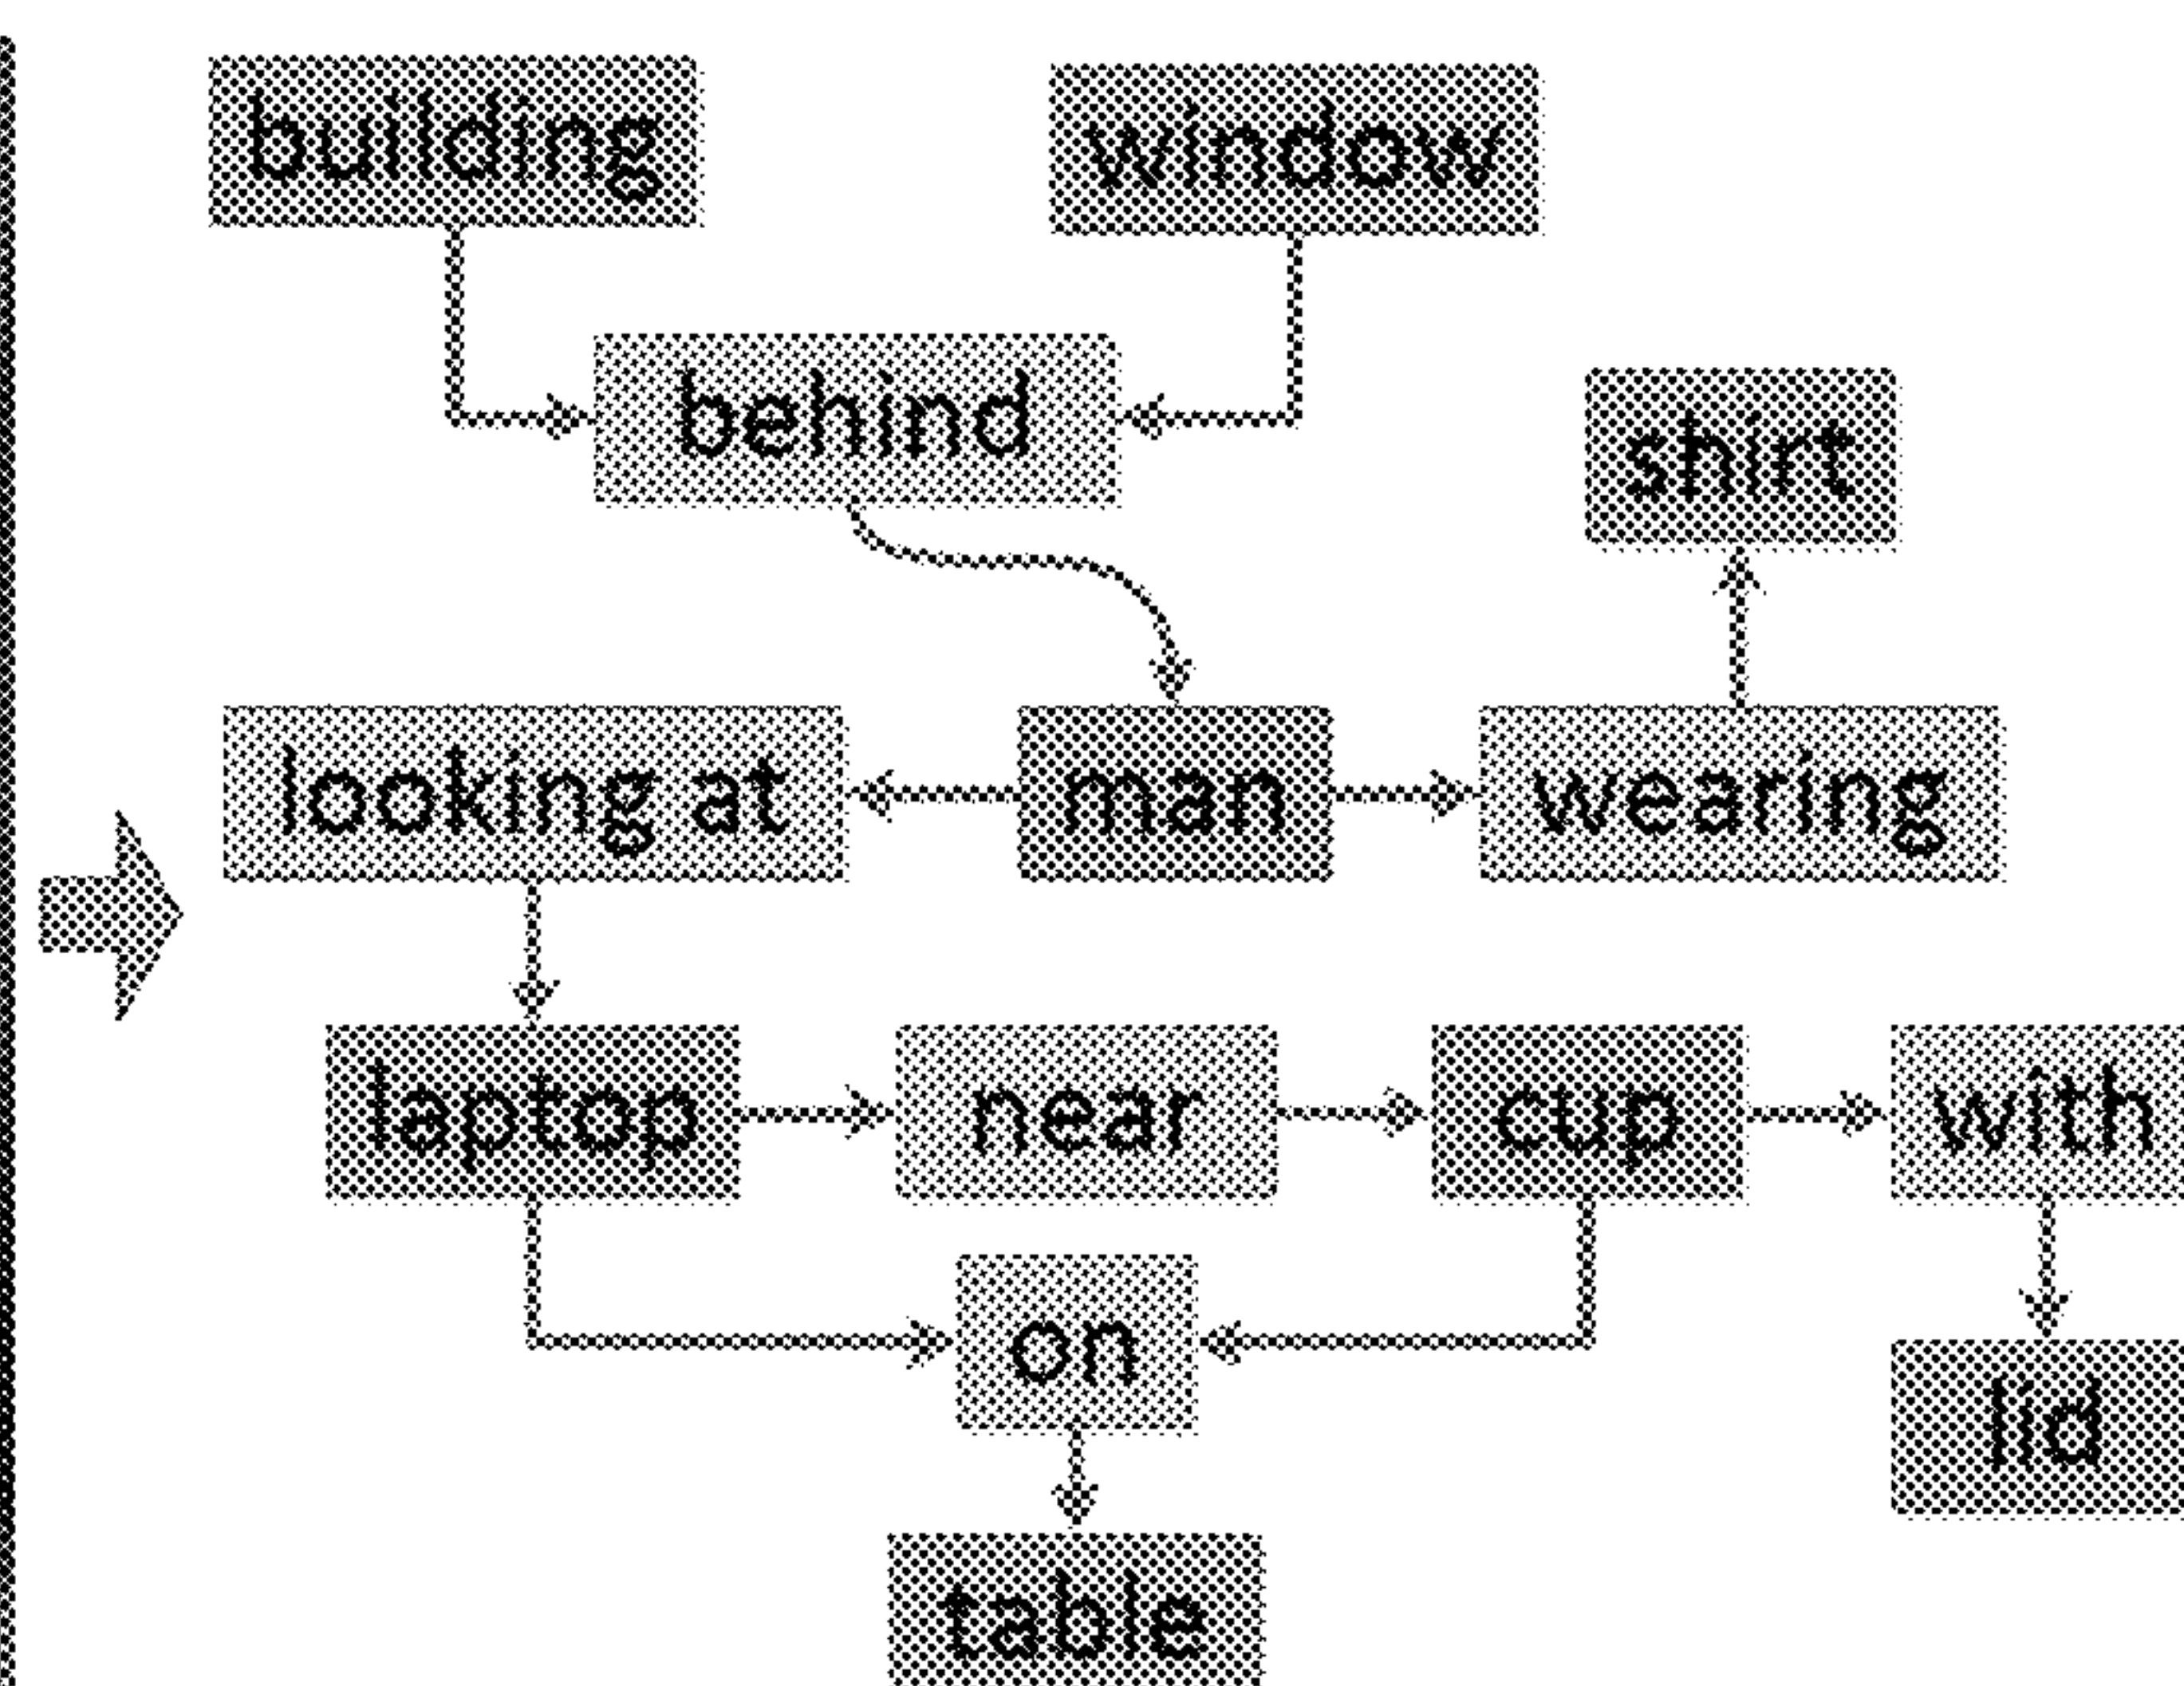 building
window
behind
shirt
looking at
man
wearing
laptop
near
cup
with
on
lid
table